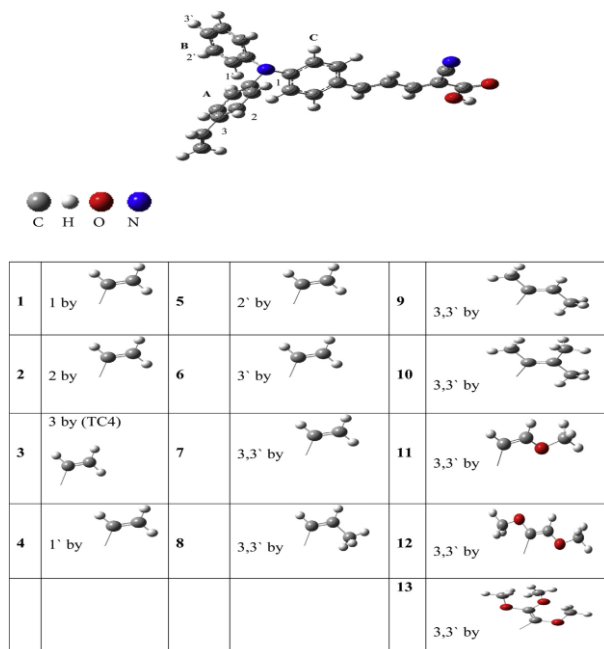 3`
B
2`
1`
C
1
A
2
3
C H O N
1 1 by 5 2` by 9 3,3` by
2 2 by 6 3` by 10 3,3` by
3 3 by (TC4) 7 3,3` by 11 3,3` by
4 1` by 8 3,3` by 12 3,3` by
13 3,3` by